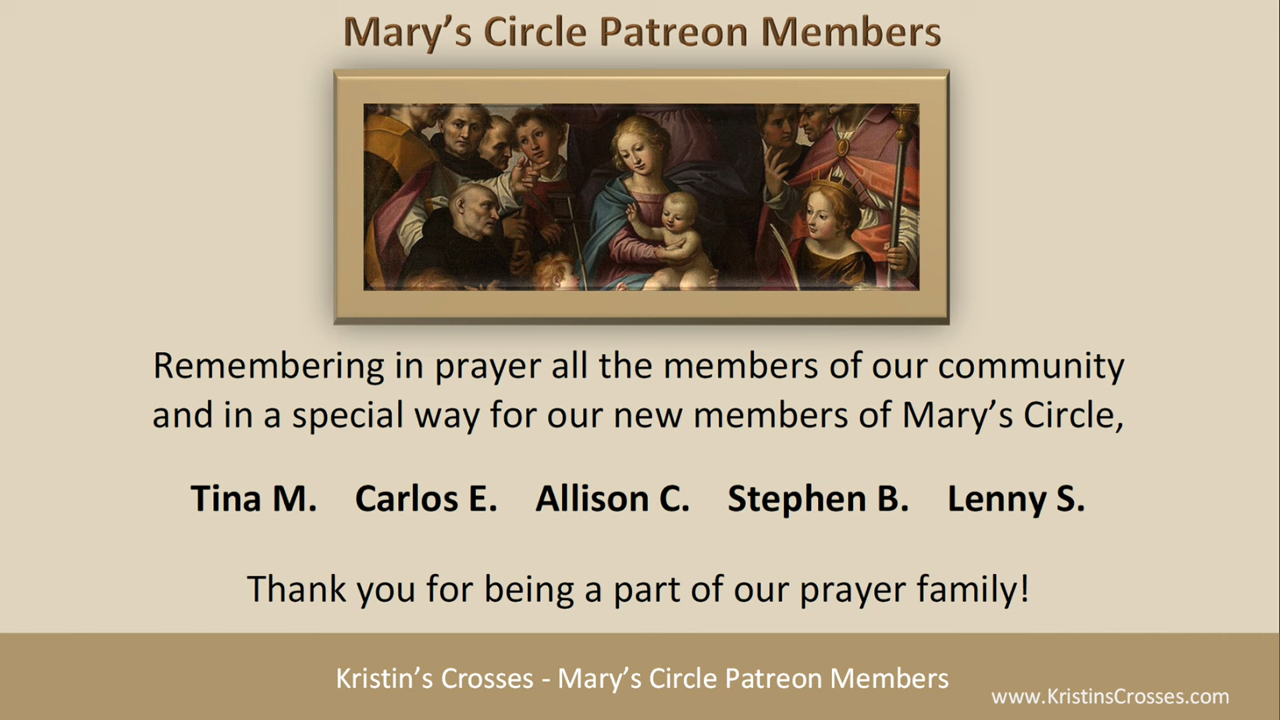 Mary’s Circle Patreon Members
Remembering in prayer all the members of our community
and in a special way for our new members of Mary’s Circle,
Tina M. Carlos E. Allison C. Stephen B. Lenny S.
Thank you for being a part of our prayer family!
Kristin’s Crosses - Mary’s Circle Patreon Members
www.KristinsCrosses.com